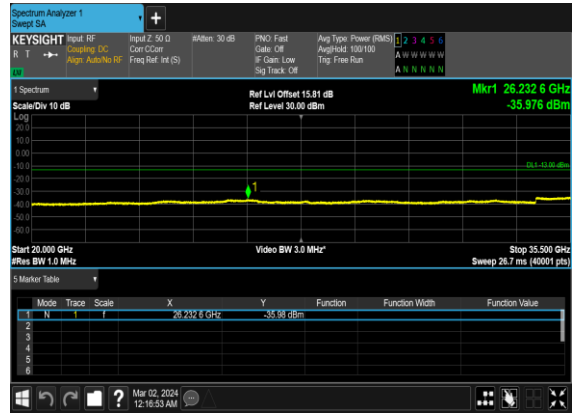 Spectrum Analyzer 1
Swept SA
+
KEYSIGHT Input: RF Input Z: 50 Ω #Atten: 30 dB PNO: Fast Avg Type: Power (RMS) 1 2 3 4 5 6
R T Coupling: DC Corr CCorr Gate: Off Avg|Hold: 100/100 A W W W W W
Align: Auto/No RF Freq Ref: Int (S) IF Gain: Low Trig: Free Run
Sig Track: Off A N N N N N
1 Spectrum Ref Lvl Offset 15.81 dB Mkr1 26.232 6 GHz
Scale/Div 10 dB Ref Level 30.00 dBm -35.976 dBm
Log
20.0
10.0
0.00
-10.0 DL1 -13.00 dBm
-20.0
-30.0 1
-40.0
-50.0
-60.0
Start 20.000 GHz Video BW 3.0 MHz* Stop 35.500 GHz
#Res BW 1.0 MHz Sweep 26.7 ms (40001 pts)
5 Marker Table
Mode Trace Scale X Y Function Function Width Function Value
1 N 1 f 26.232 6 GHz -35.98 dBm
2
3
4
5
6
? Mar 02, 2024
12:16:53 AM